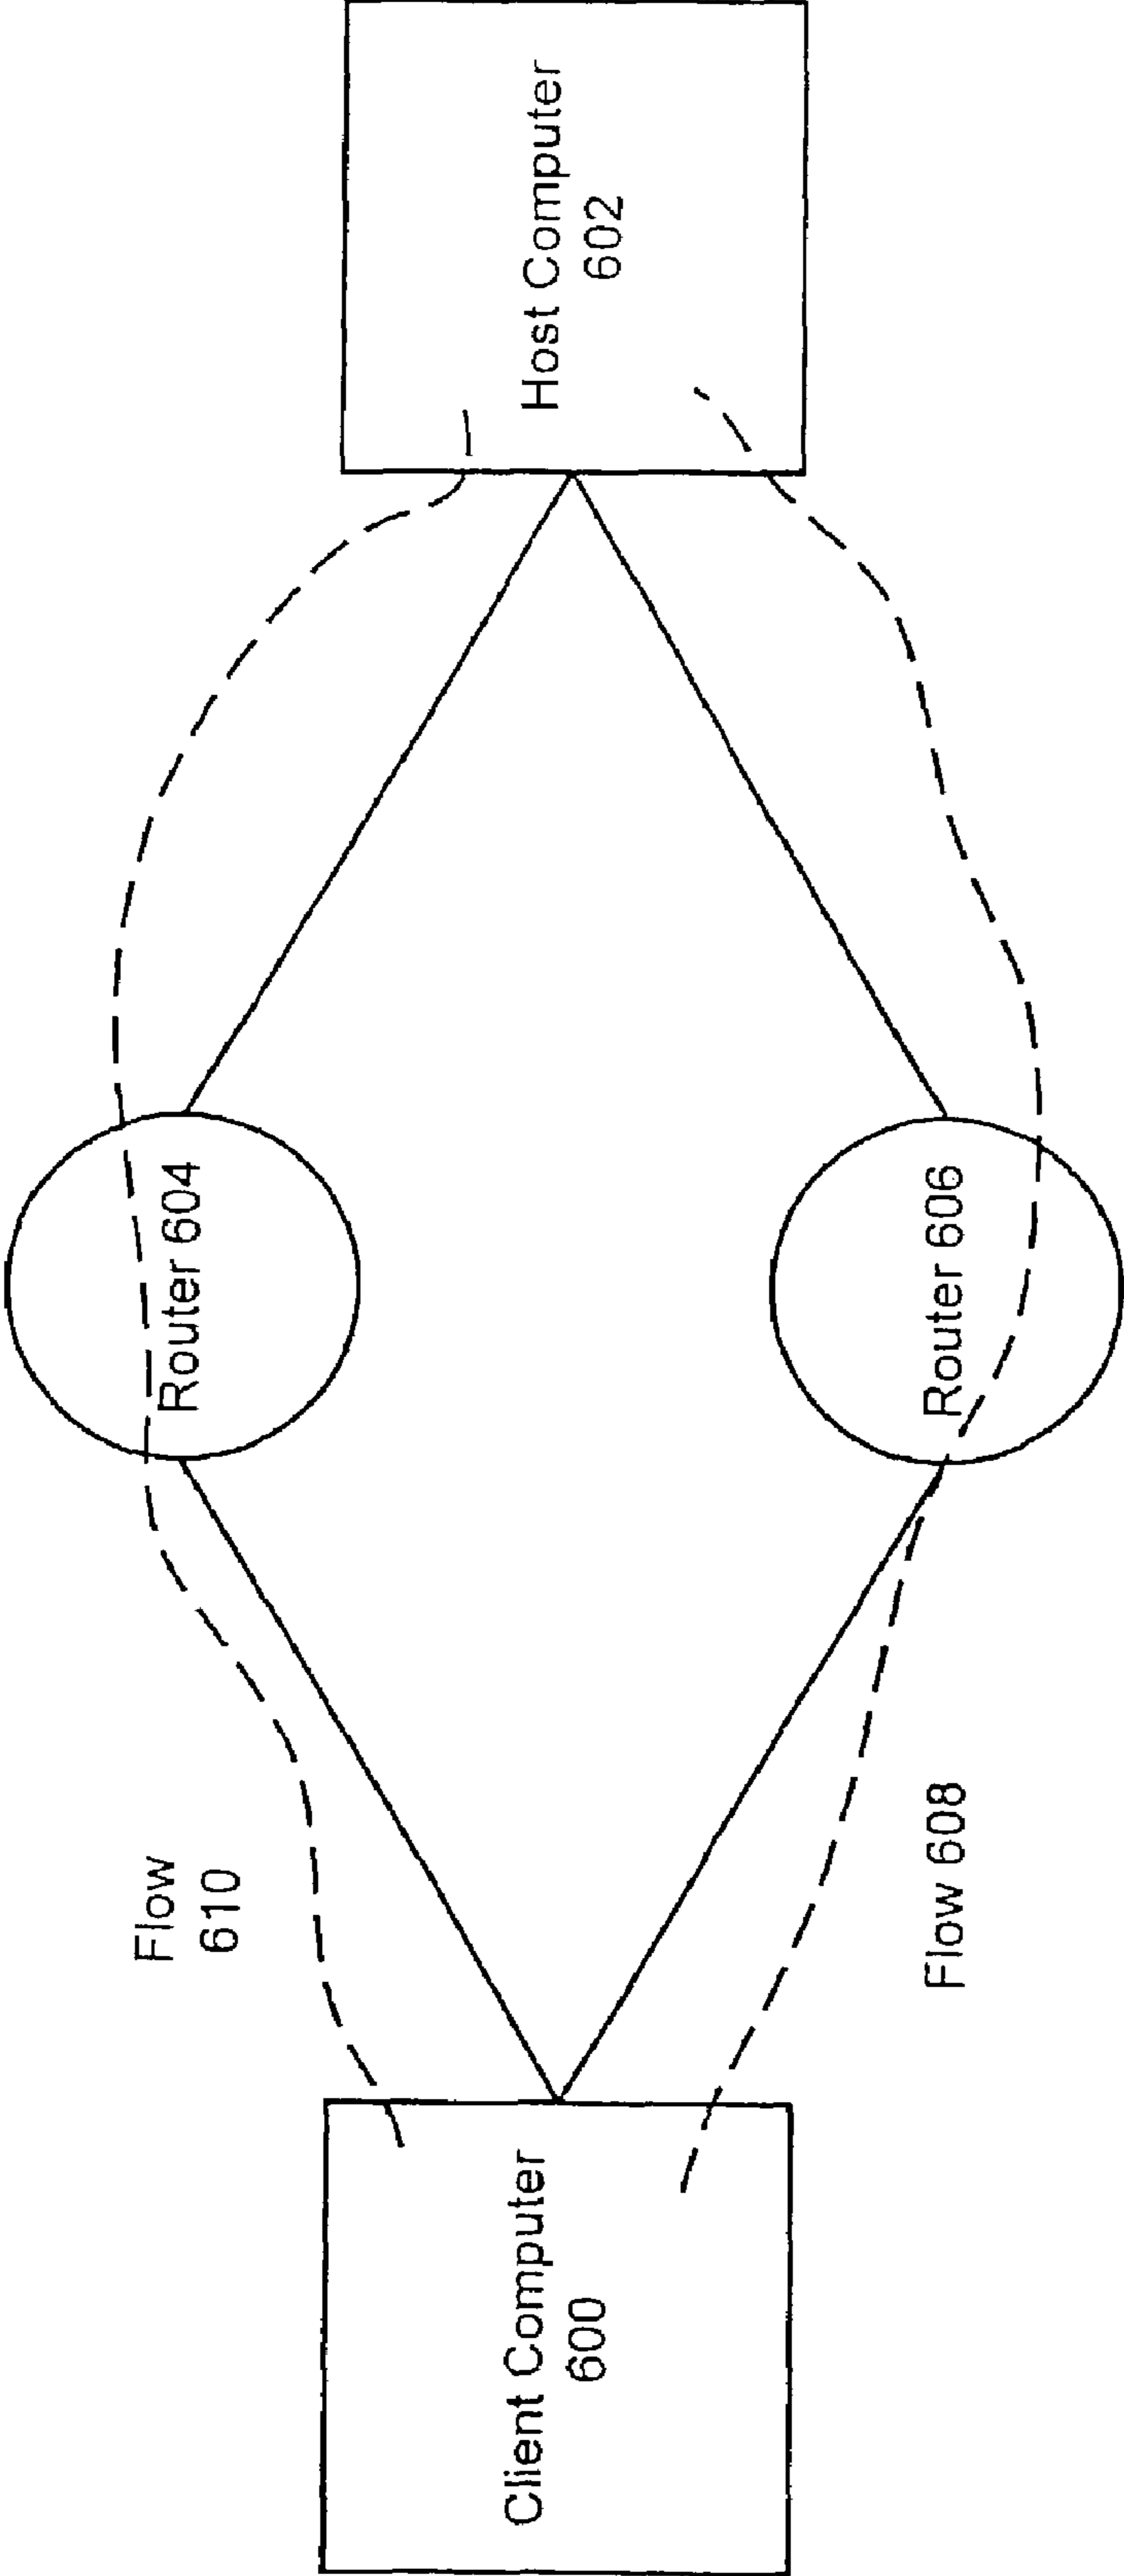 Flow
610
Router 604
Client Computer
600
Host Computer
602
Router 606
Flow 608